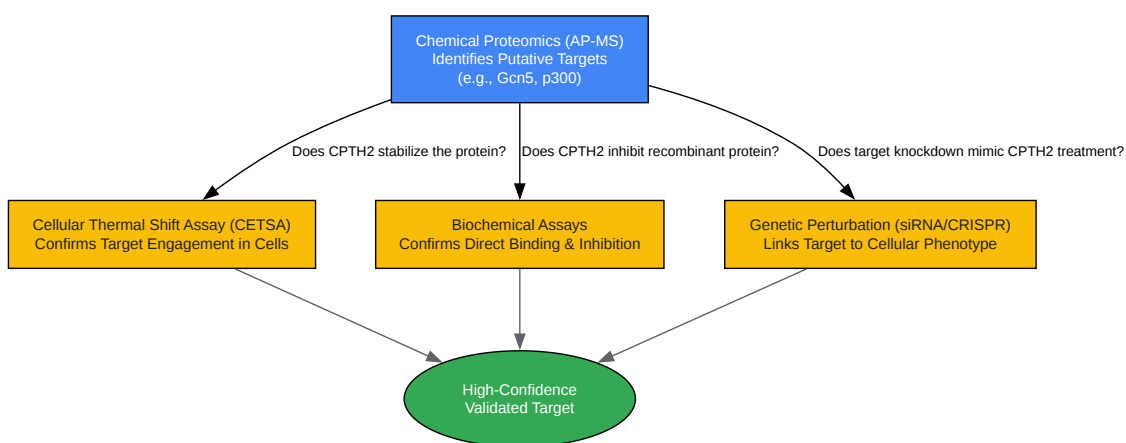 Chemical Proteomics (AP-MS)
Identifies Putative Targets
(e.g., Gcn5, p300)
Does CPTH2 stabilize the protein?
Does CPTH2 inhibit recombinant protein?
Does target knockdown mimic CPTH2 treatment?
Cellular Thermal Shift Assay (CETSA)
Confirms Target Engagement in Cells
Biochemical Assays
Confirms Direct Binding & Inhibition
Genetic Perturbation (siRNA/CRISPR)
Links Target to Cellular Phenotype
High-Confidence
Validated Target